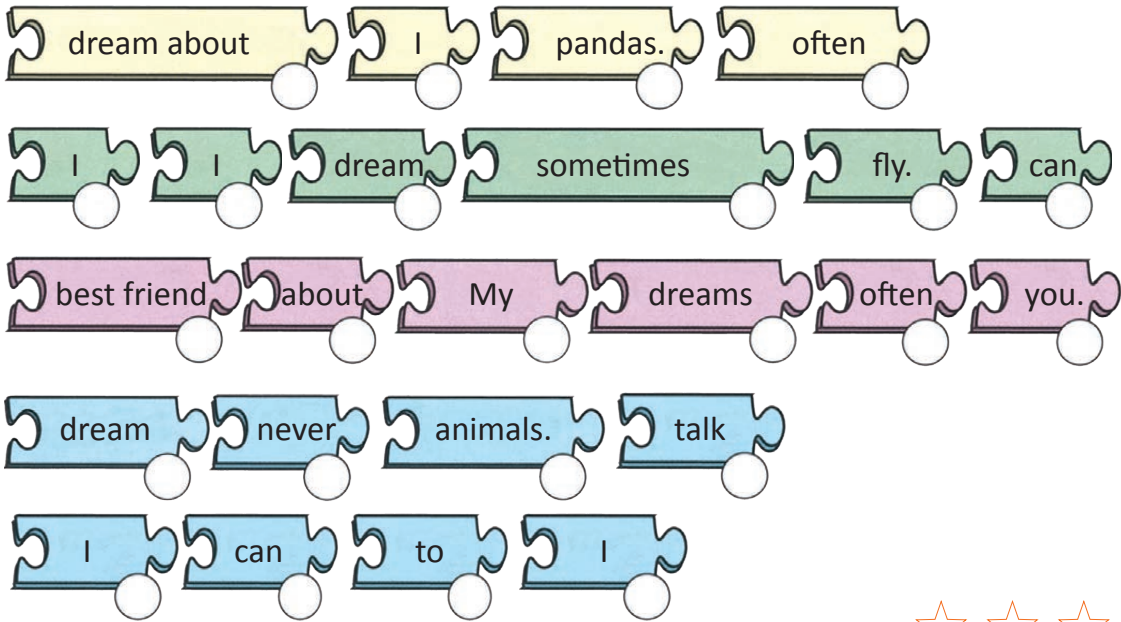 dream about I pandas. often
I I dream sometimes fly. can
best friend about My dreams often you.
dream never animals. talk
I can to I